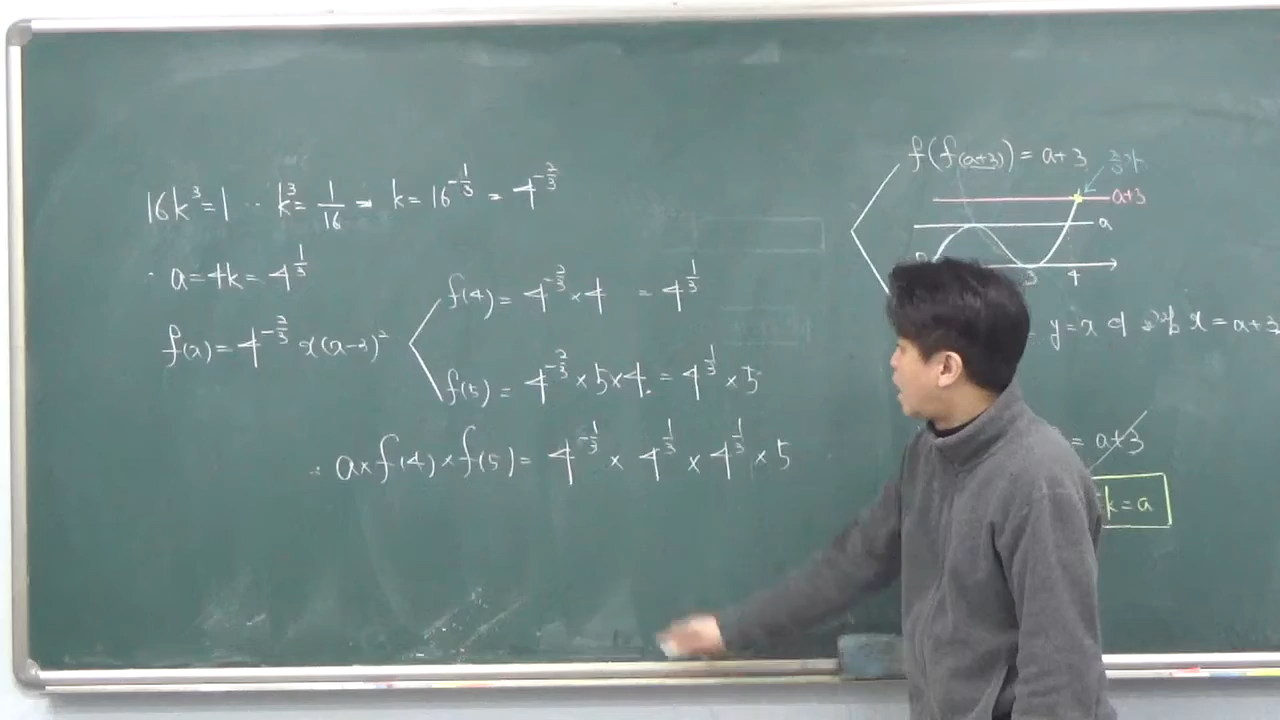 16k³=1 ∴ k³=1/16 → k=16^(-1/3) = 4^(-2/3)
∴ a=4k=4^(1/3)
f(x)=4^(-2/3) x(x-3)²
f(4)=4^(-2/3)×4 =4^(1/3)
f(5)=4^(-2/3)×5×4=4^(1/3)×5
∴ a×f(4)×f(5)=4^(-1/3)×4^(1/3)×4^(1/3)×5
f(f(a+3))=a+3
a+3
a
0
3
4
y=x
x=a+3
=a+3
k=a